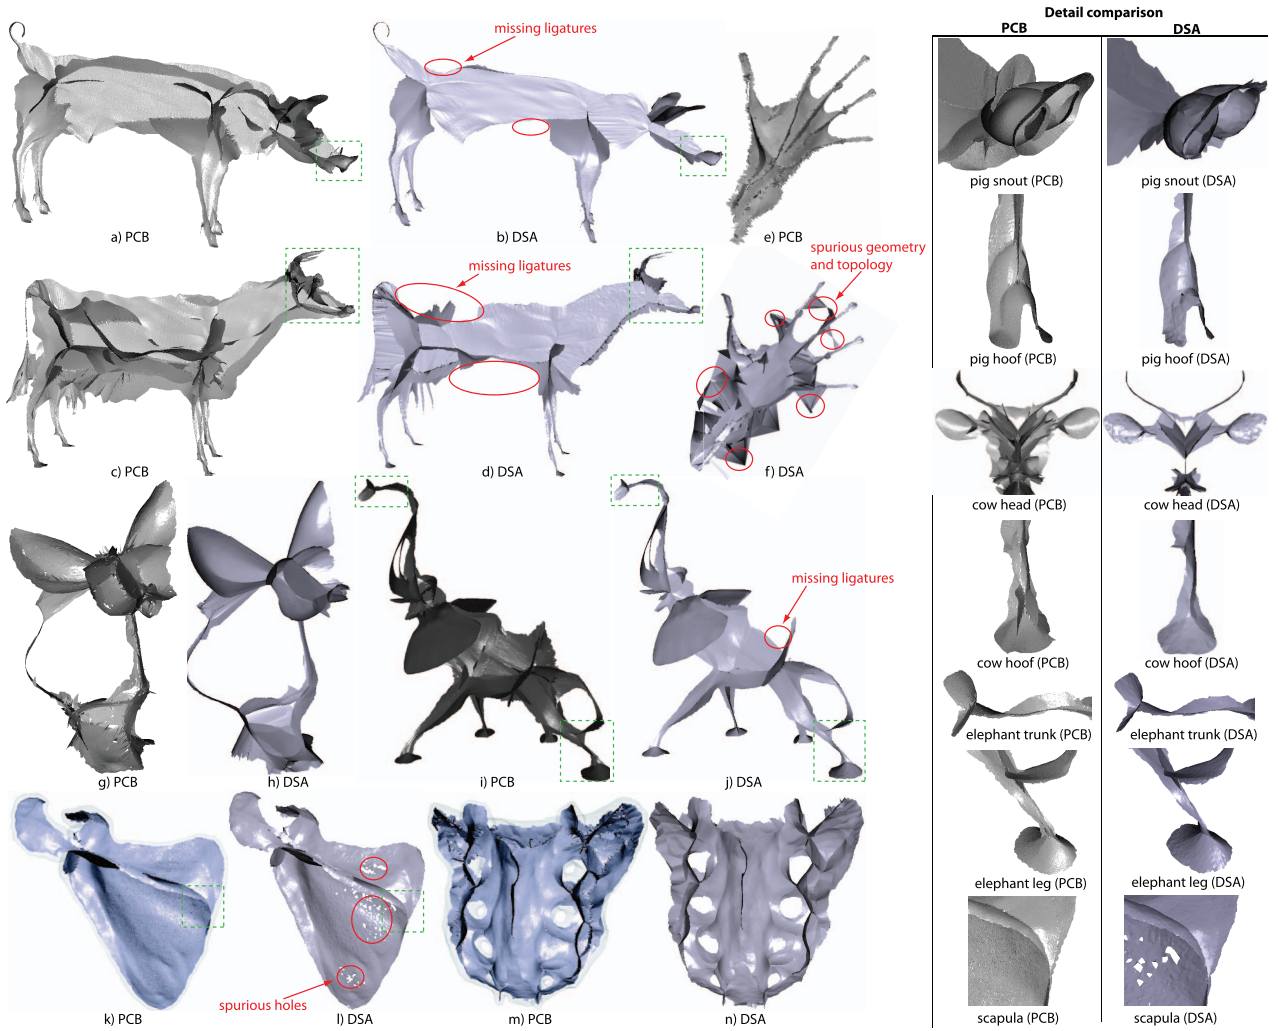 missing ligatures
a) PCB
b) DSA
e) PCB
missing ligatures
spurious geometry
and topology
c) PCB
d) DSA
f) DSA
missing ligatures
g) PCB
h) DSA
i) PCB
j) DSA
spurious holes
k) PCB
l) DSA
m) PCB
n) DSA
Detail comparison
PCB
DSA
pig snout (PCB)
pig snout (DSA)
pig hoof (PCB)
pig hoof (DSA)
cow head (PCB)
cow head (DSA)
cow hoof (PCB)
cow hoof (DSA)
elephant trunk (PCB)
elephant trunk (DSA)
elephant leg (PCB)
elephant leg (DSA)
scapula (PCB)
scapula (DSA)